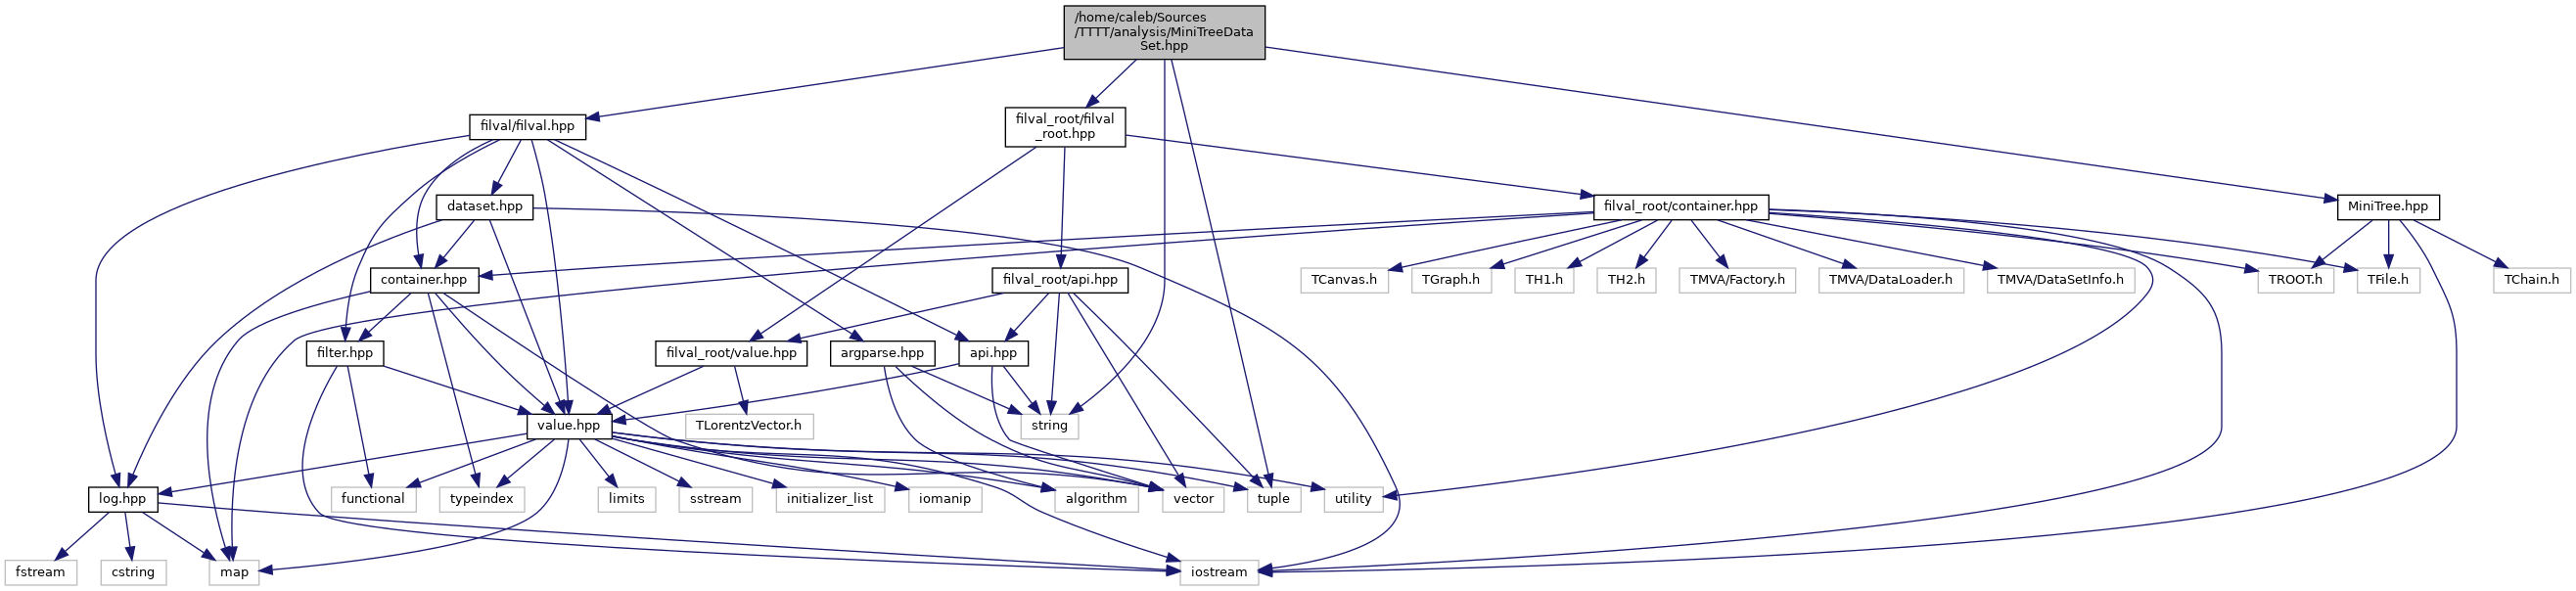 /home/caleb/Sources
/TTTT/analysis/MiniTreeData
Set.hpp
filval/filval.hpp
filval_root/filval
_root.hpp
dataset.hpp
filval_root/container.hpp
MiniTree.hpp
container.hpp
filval_root/api.hpp
TCanvas.h
TGraph.h
TH1.h
TH2.h
TMVA/Factory.h
TMVA/DataLoader.h
TMVA/DataSetInfo.h
TROOT.h
TFile.h
TChain.h
filter.hpp
filval_root/value.hpp
argparse.hpp
api.hpp
value.hpp
TLorentzVector.h
string
log.hpp
functional
typeindex
limits
sstream
initializer_list
iomanip
algorithm
vector
tuple
utility
fstream
cstring
map
iostream